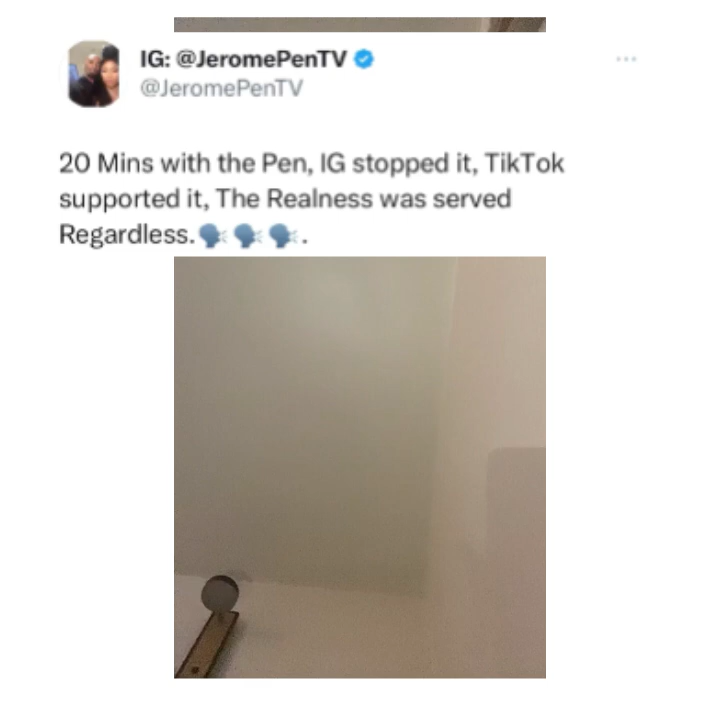 IG: @JeromePenTV
@JeromePenTV
20 Mins with the Pen, IG stopped it, TikTok
supported it, The Realness was served
Regardless.🗣️🗣️🗣️.